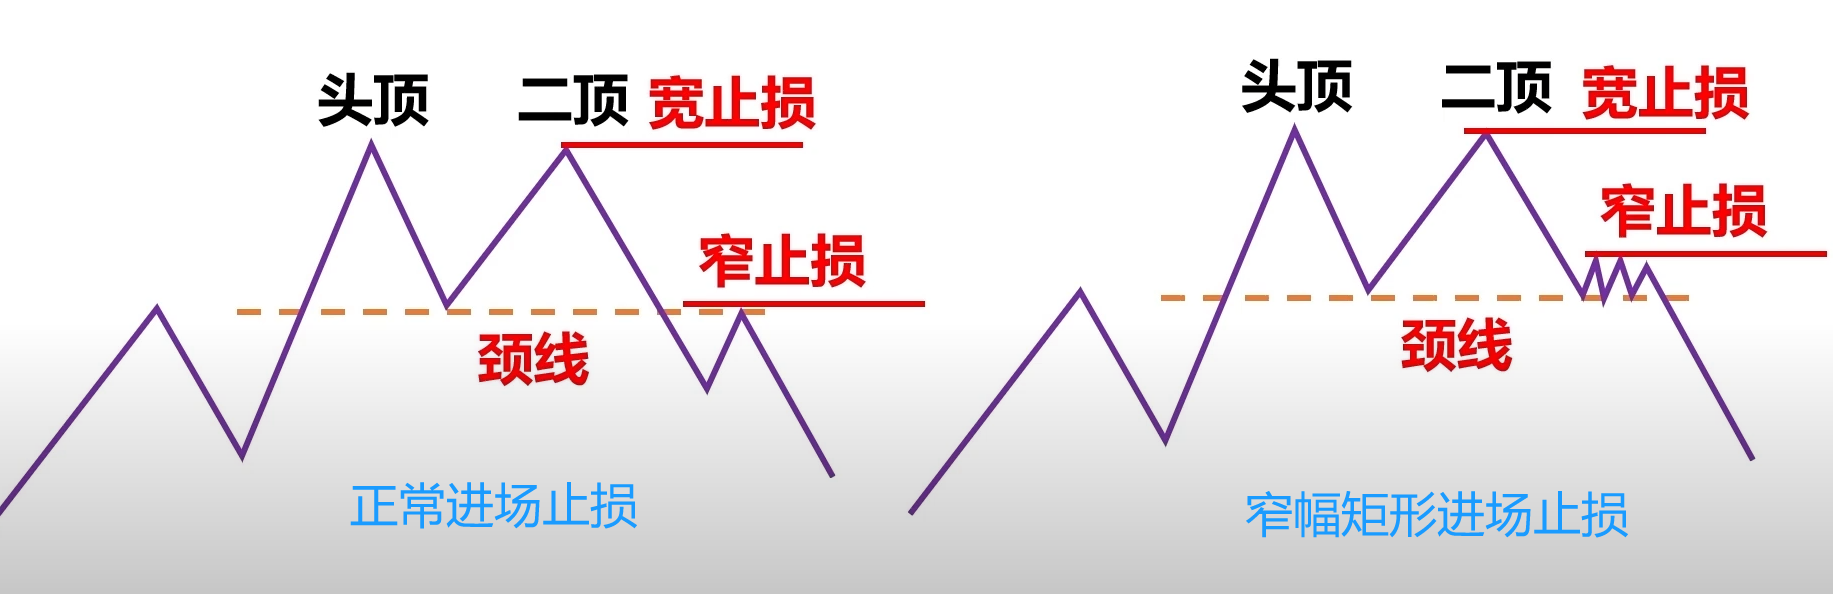 头顶 二顶 宽止损
窄止损
颈线
正常进场止损
头顶 二顶 宽止损
窄止损
颈线
窄幅矩形进场止损